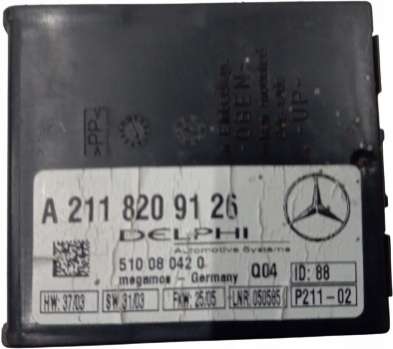 >PP<
OBEN
-UP-
A 211 820 91 26
DELPHI
Automotive Systems
510 08 042 0
megamos - Germany Q04 ID: 88
HW: 37/03 SW: 31/03 FKW: 25/05 LNR: 050585 P211-02